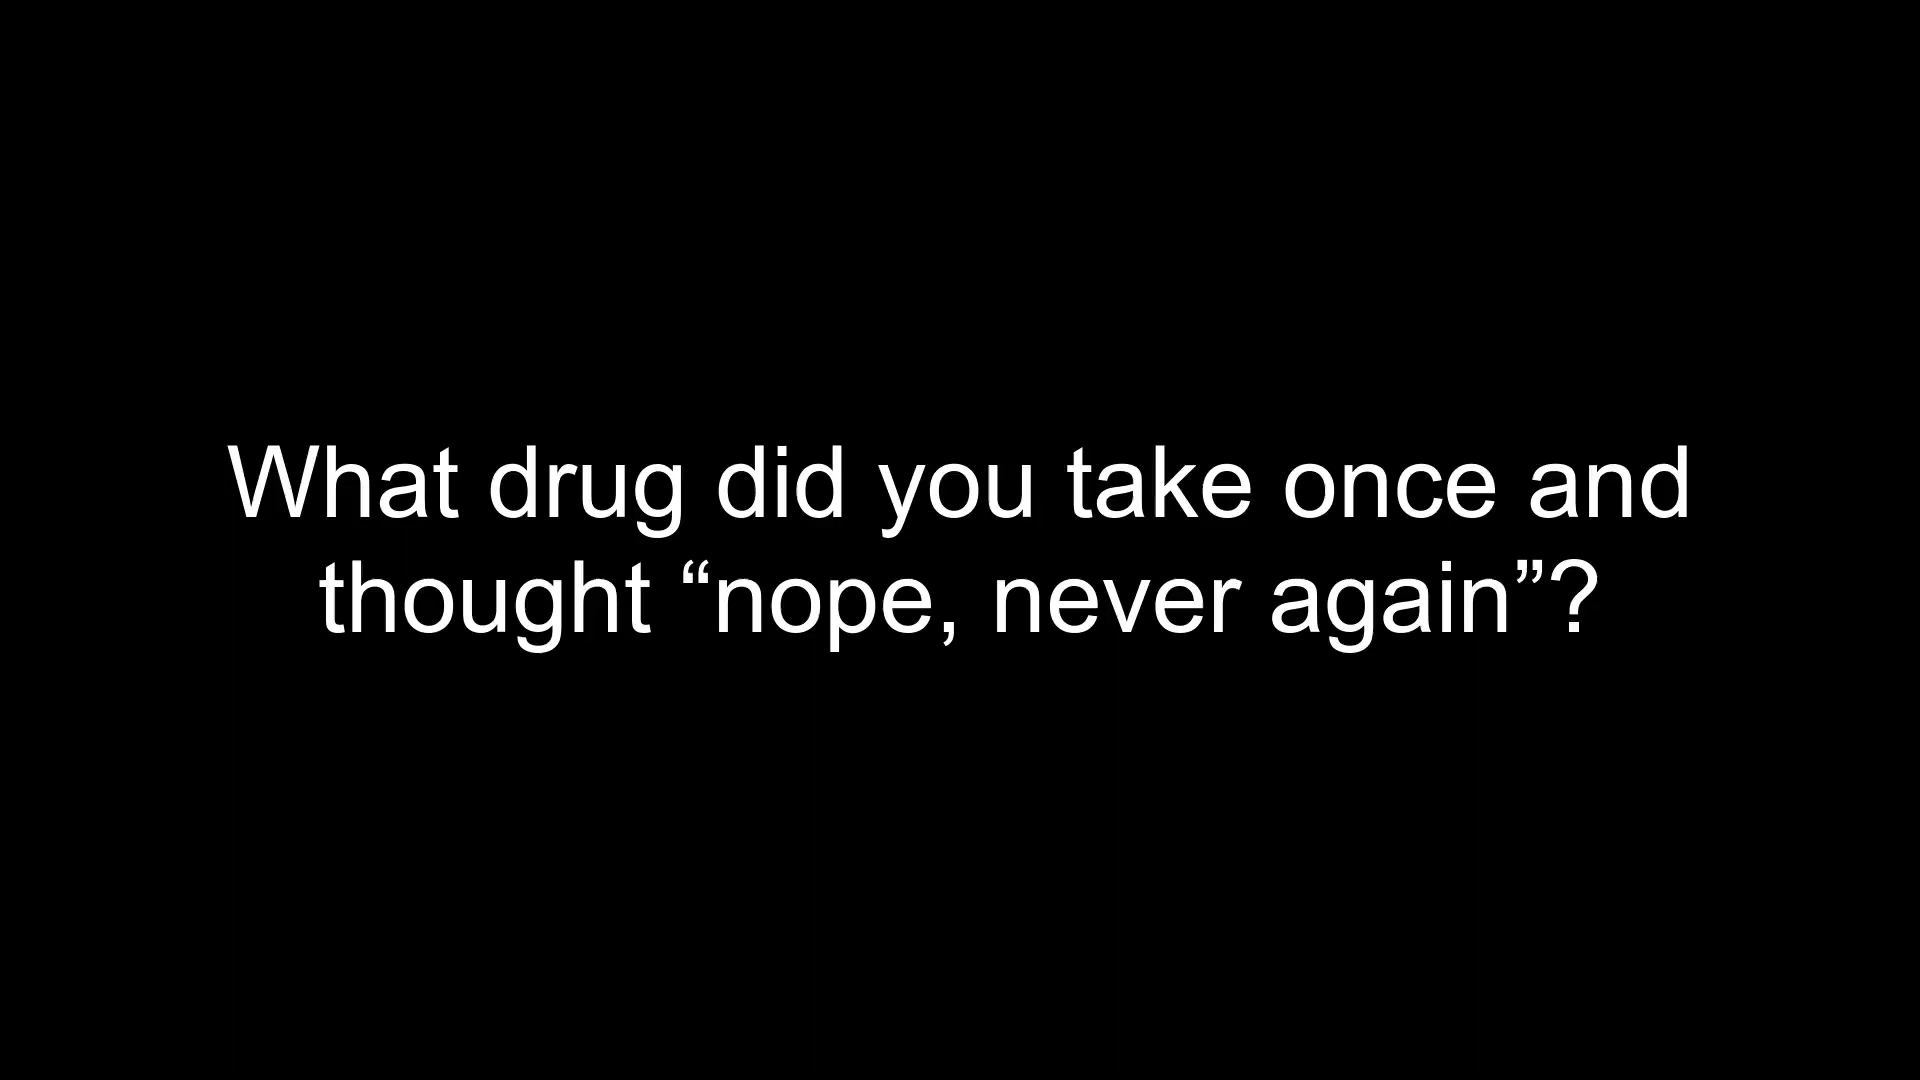 What drug did you take once and
thought “nope, never again”?